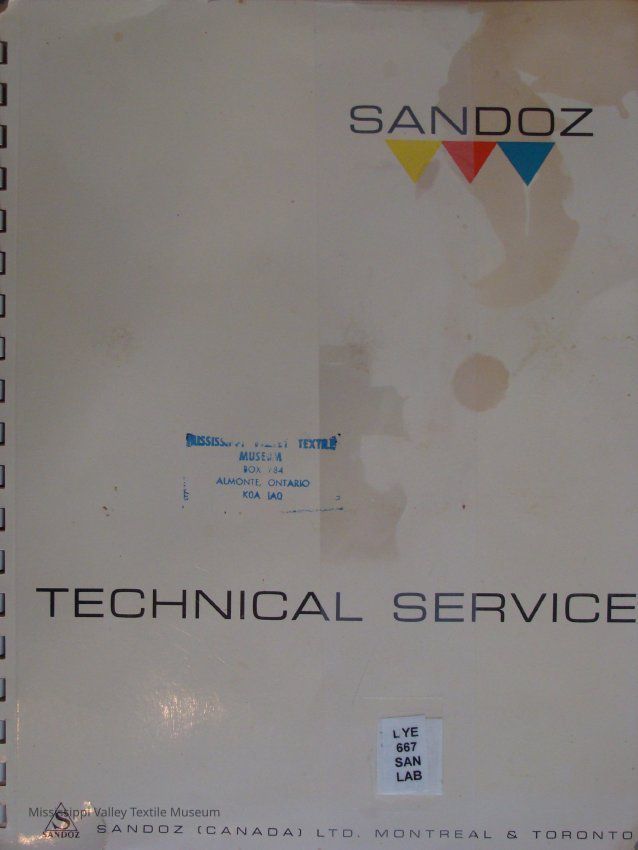 SANDOZ
TEXTILE
MUSEUM
BOX 784
ALMONTE, ONTARIO
K0A 1A0
TECHNICAL SERVICE
LYE
667
SAN
LAB
Mississippi Valley Textile Museum
S
SANDOZ
SANDOZ (CANADA) LTD. MONTREAL & TORONTO